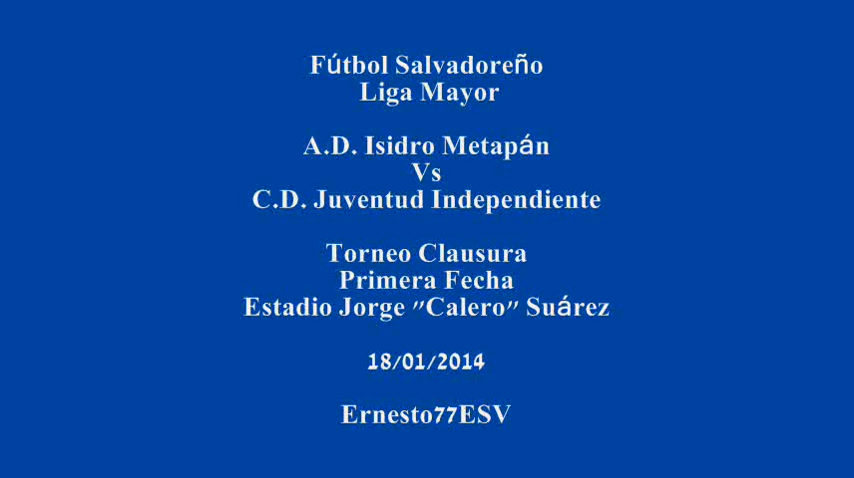 Fútbol Salvadoreño
Liga Mayor
A.D. Isidro Metapán
Vs
C.D. Juventud Independiente
Torneo Clausura
Primera Fecha
Estadio Jorge "Calero" Suárez
18/01/2014
Ernesto77ESV